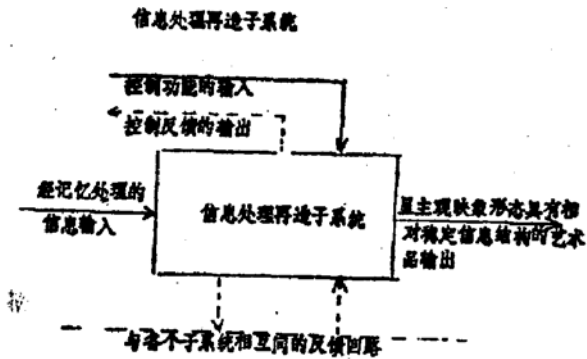 信息处理再造子系统
控制功能的输入
控制反馈的输出
经记忆处理的
信息输入
信息处理再造子系统
主观映象形态具有相
对稳定信息结构的艺术
品输出
与各不子系统相互间的反馈回路